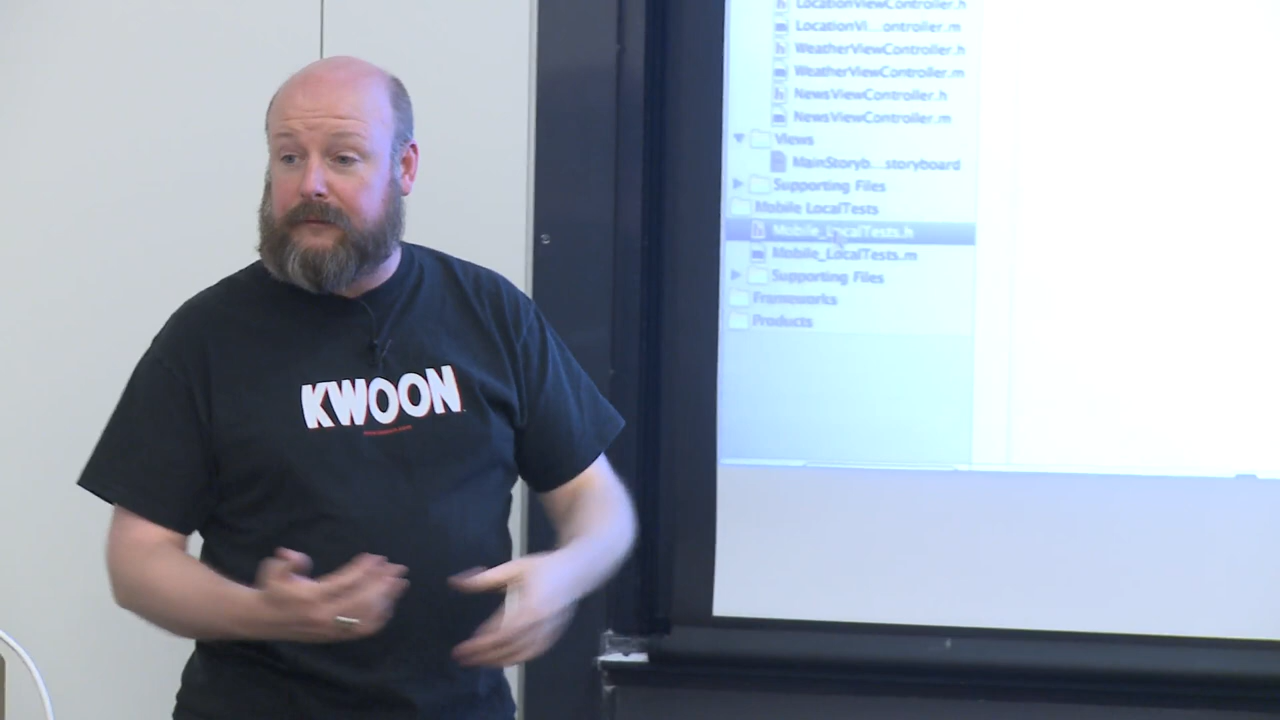 KWOON
LocationViewController.h
LocationVi...ontroller.m
WeatherViewController.h
WeatherViewController.m
NewsViewController.h
NewsViewController.m
Views
MainStoryb...storyboard
Supporting Files
Mobile LocalTests
Mobile_LocalTests.h
Mobile_LocalTests.m
Supporting Files
Frameworks
Products